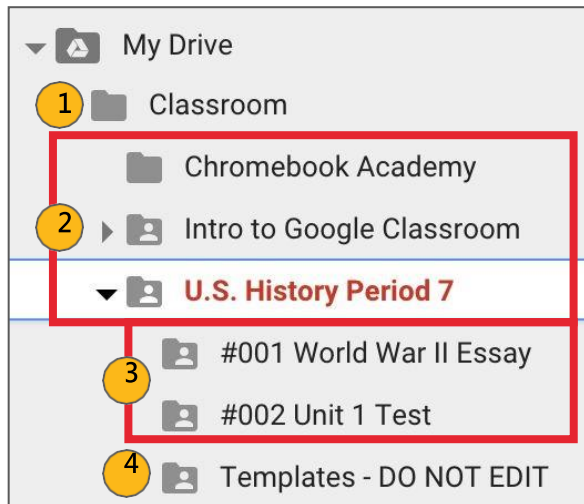 My Drive
1 Classroom
Chromebook Academy
2 Intro to Google Classroom
U.S. History Period 7
#001 World War II Essay
3
#002 Unit 1 Test
4 Templates - DO NOT EDIT